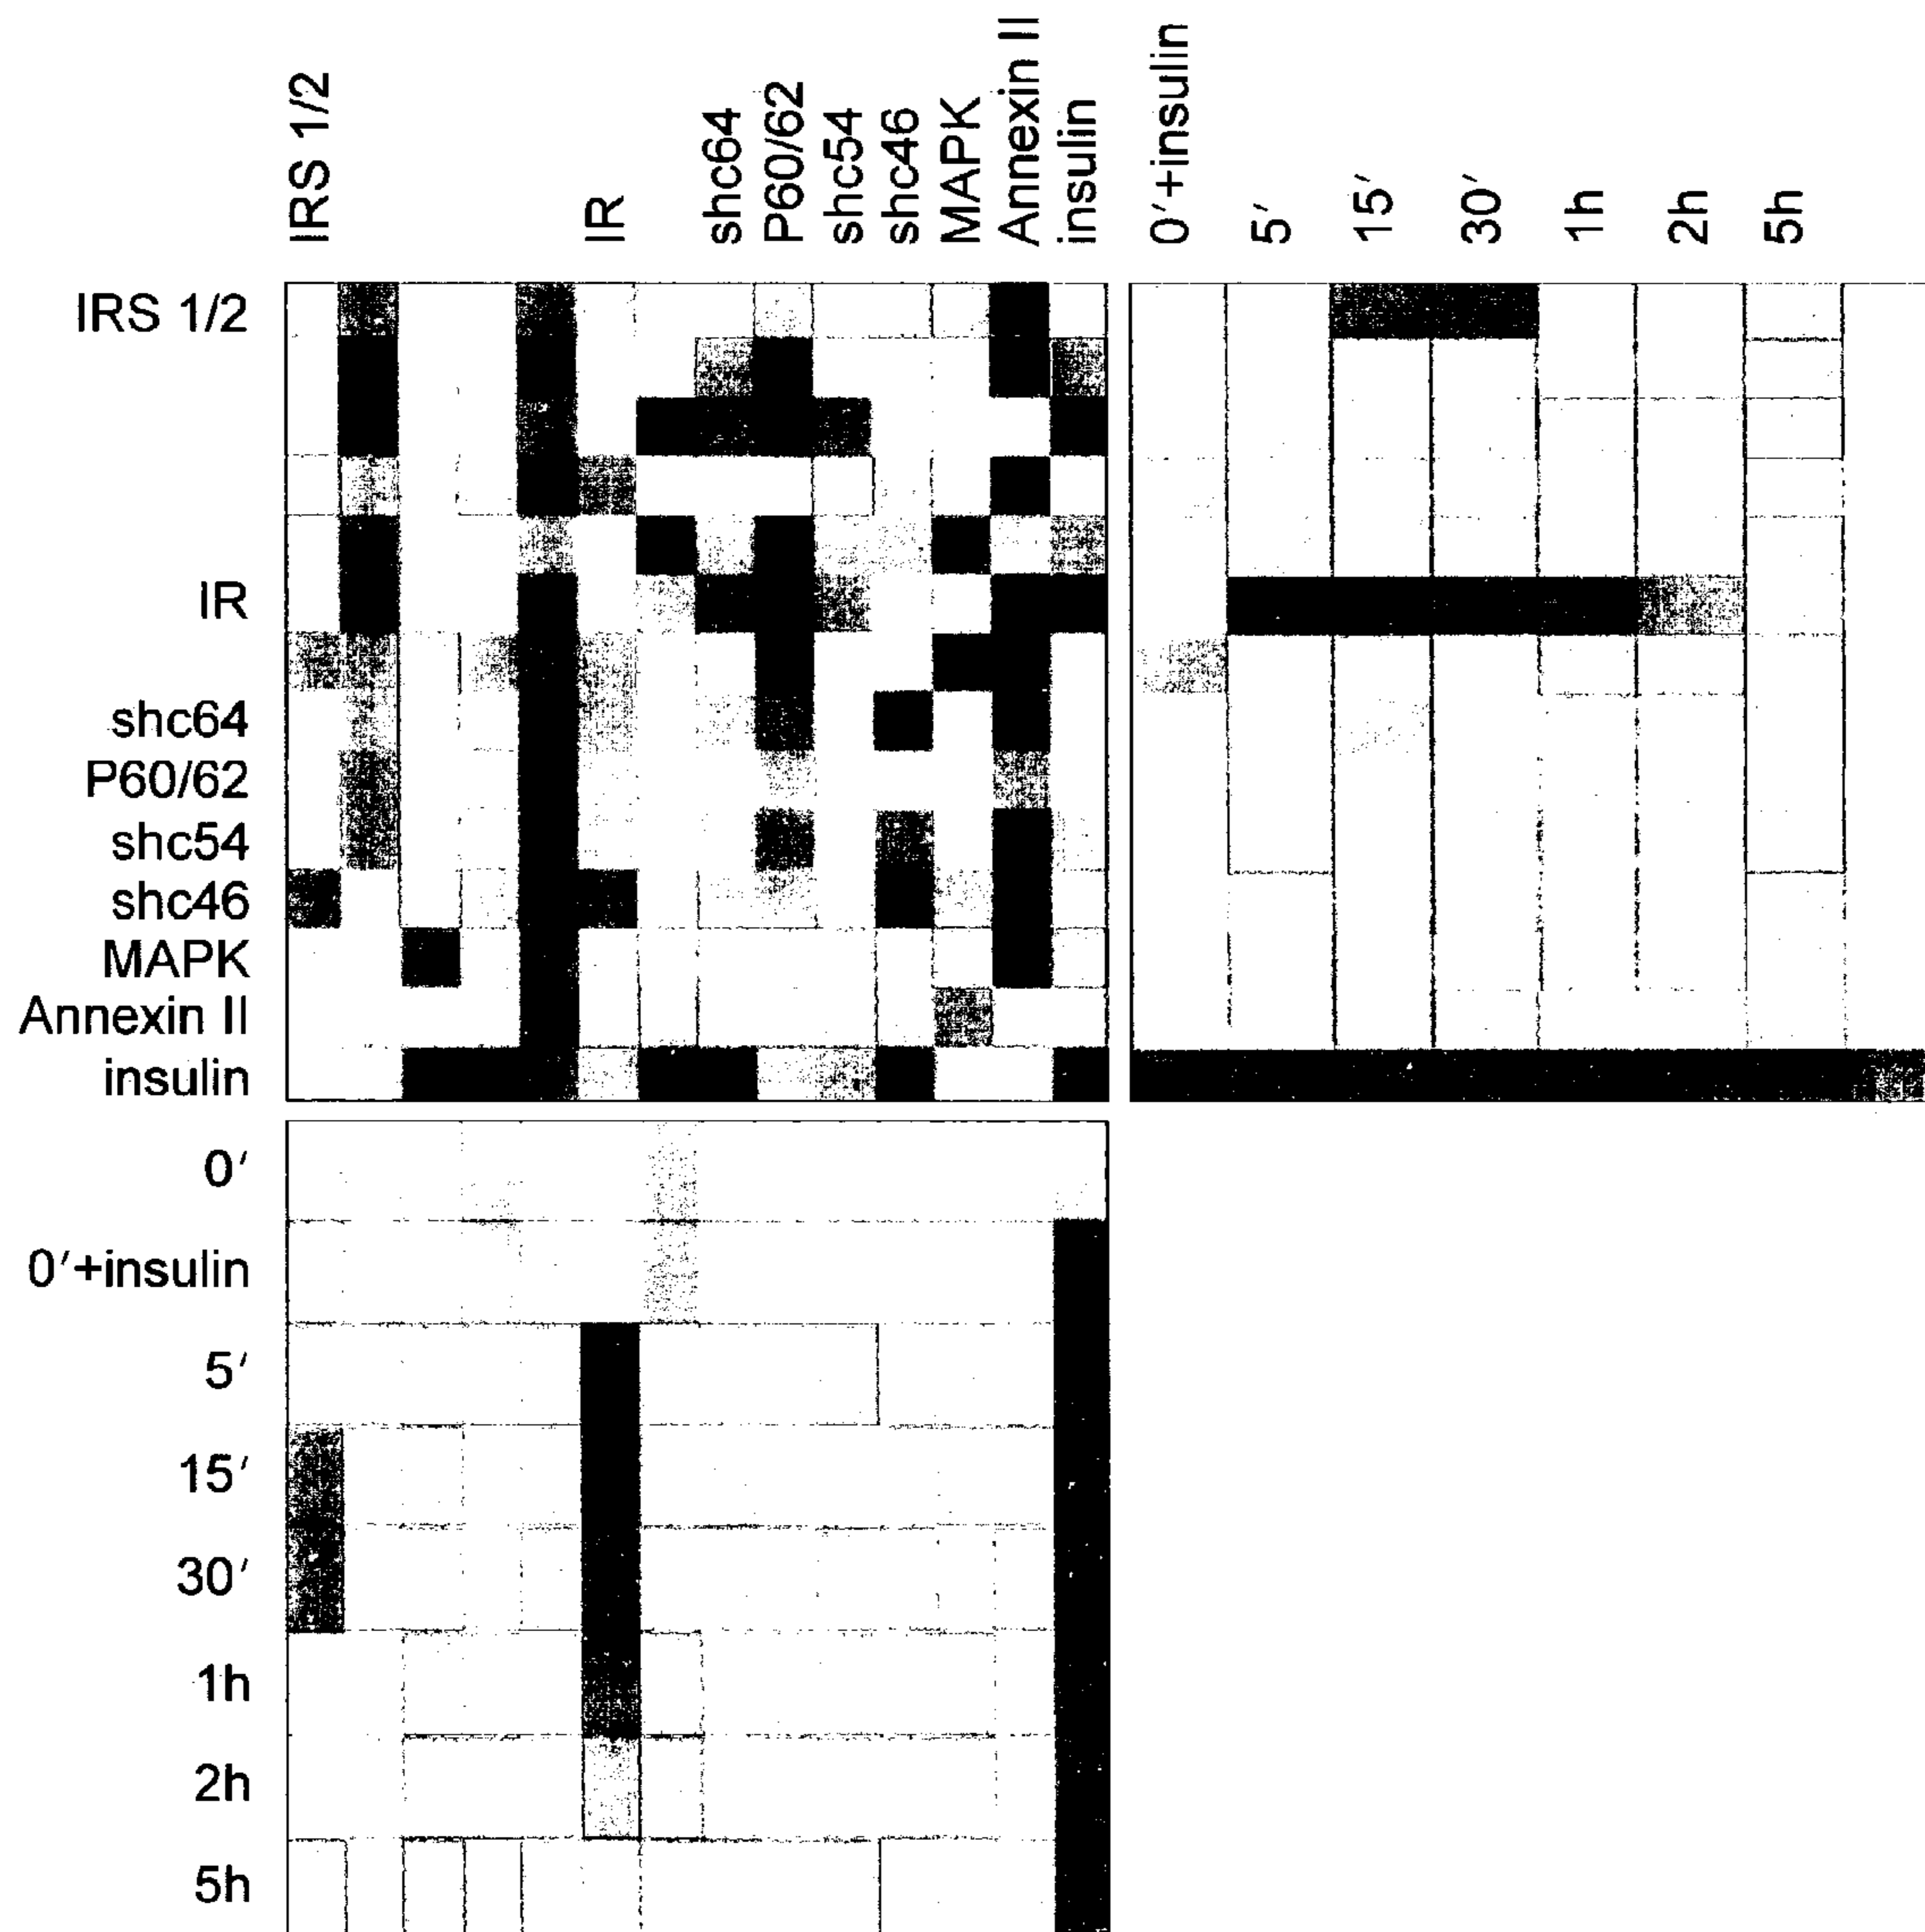 IRS 1/2
IR
shc64
P60/62
shc54
shc46
MAPK
Annexin II
insulin
0′+insulin
5′
15′
30′
1h
2h
5h
IRS 1/2
IR
shc64
P60/62
shc54
shc46
MAPK
Annexin II
insulin
0′
0′+insulin
5′
15′
30′
1h
2h
5h